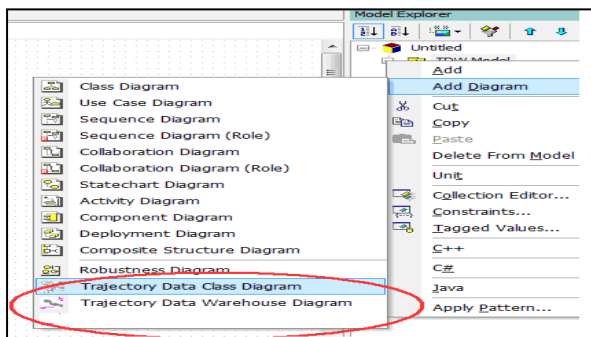 Model Explorer
Untitled
TDW Model
Add
Add Diagram
Cut
Copy
Paste
Delete From Model
Unit
Collection Editor...
Constraints...
Tagged Values...
C++
C#
Java
Apply Pattern...
Class Diagram
Use Case Diagram
Sequence Diagram
Sequence Diagram (Role)
Collaboration Diagram
Collaboration Diagram (Role)
Statechart Diagram
Activity Diagram
Component Diagram
Deployment Diagram
Composite Structure Diagram
Robustness Diagram
Trajectory Data Class Diagram
Trajectory Data Warehouse Diagram